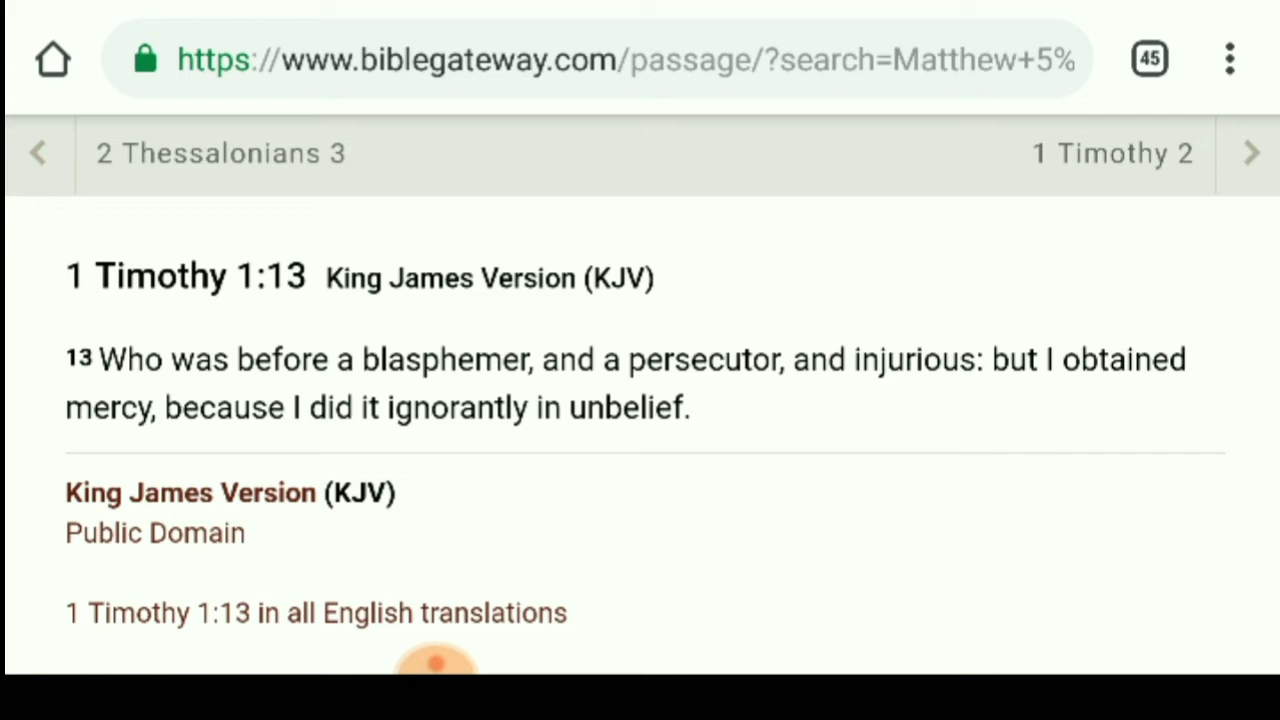 https://www.biblegateway.com/passage/?search=Matthew+5%
45
2 Thessalonians 3
1 Timothy 2
1 Timothy 1:13 King James Version (KJV)
13 Who was before a blasphemer, and a persecutor, and injurious: but I obtained
mercy, because I did it ignorantly in unbelief.
King James Version (KJV)
Public Domain
1 Timothy 1:13 in all English translations